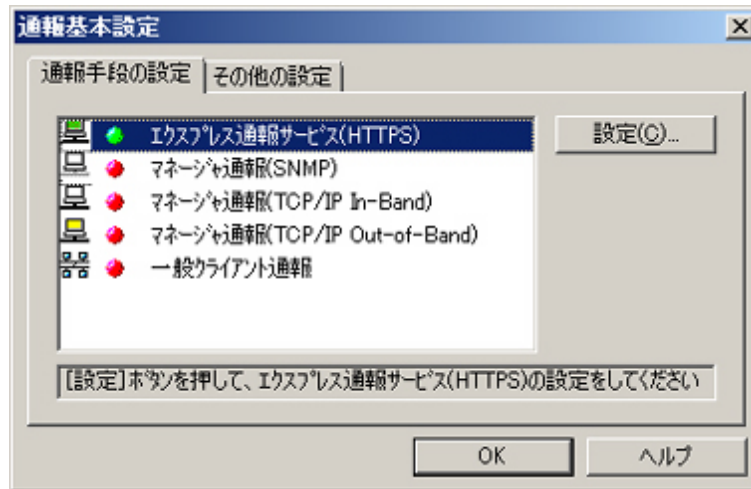 通報基本設定
通報手段の設定 その他の設定
ｴｸｽﾌﾟﾚｽ通報ｻｰﾋﾞｽ(HTTPS)
設定(C)...
ﾏﾈｰｼﾞｬ通報(SNMP)
ﾏﾈｰｼﾞｬ通報(TCP/IP In-Band)
ﾏﾈｰｼﾞｬ通報(TCP/IP Out-of-Band)
一般ｸﾗｲｱﾝﾄ通報
[設定]ﾎﾞﾀﾝを押して、ｴｸｽﾌﾟﾚｽ通報ｻｰﾋﾞｽ(HTTPS)の設定をしてください
OK
ヘルプ